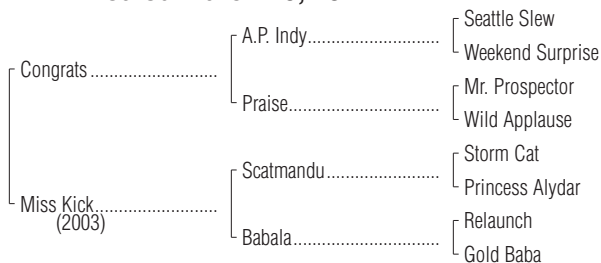 Seattle Slew
A.P. Indy
Weekend Surprise
Congrats
Mr. Prospector
Praise
Wild Applause
Storm Cat
Scatmandu
Princess Alydar
Miss Kick
(2003)
Relaunch
Babala
Gold Baba